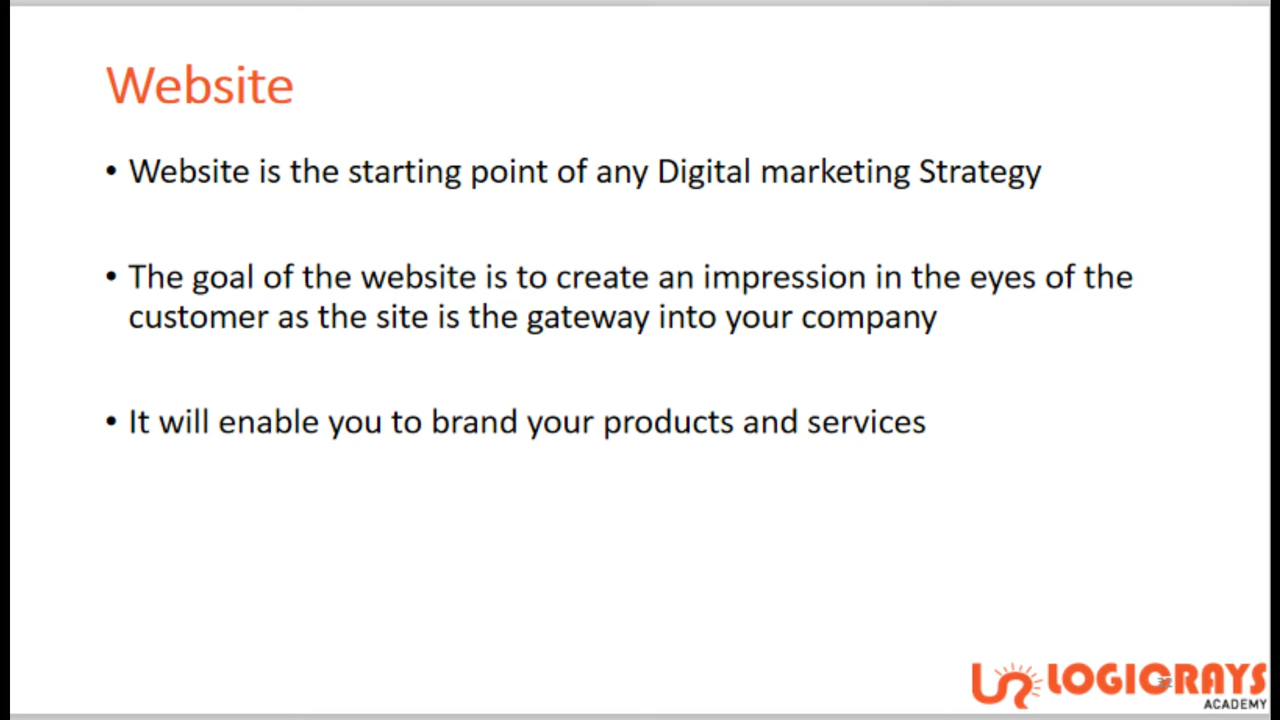 Website
• Website is the starting point of any Digital marketing Strategy
• The goal of the website is to create an impression in the eyes of the
customer as the site is the gateway into your company
• It will enable you to brand your products and services
LOGICRAYS
ACADEMY